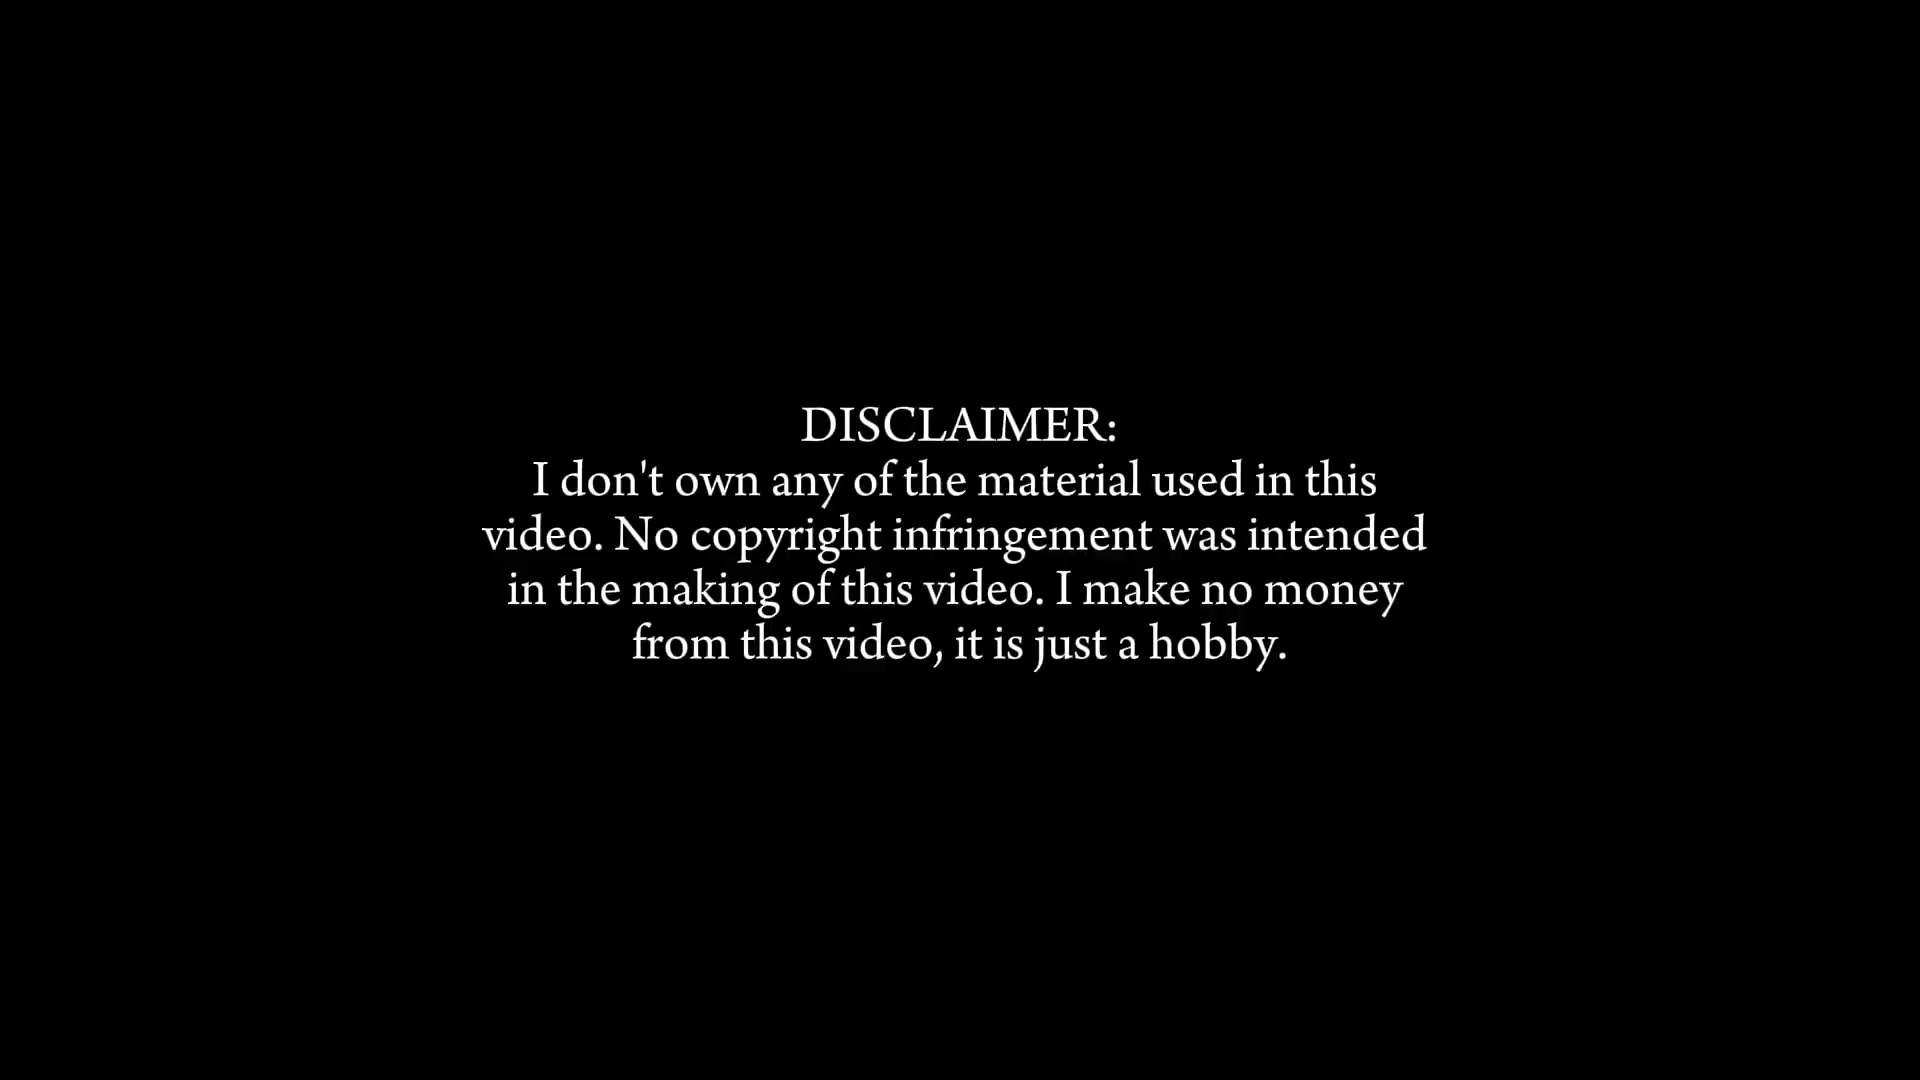 DISCLAIMER:
I don't own any of the material used in this
video. No copyright infringement was intended
in the making of this video. I make no money
from this video, it is just a hobby.